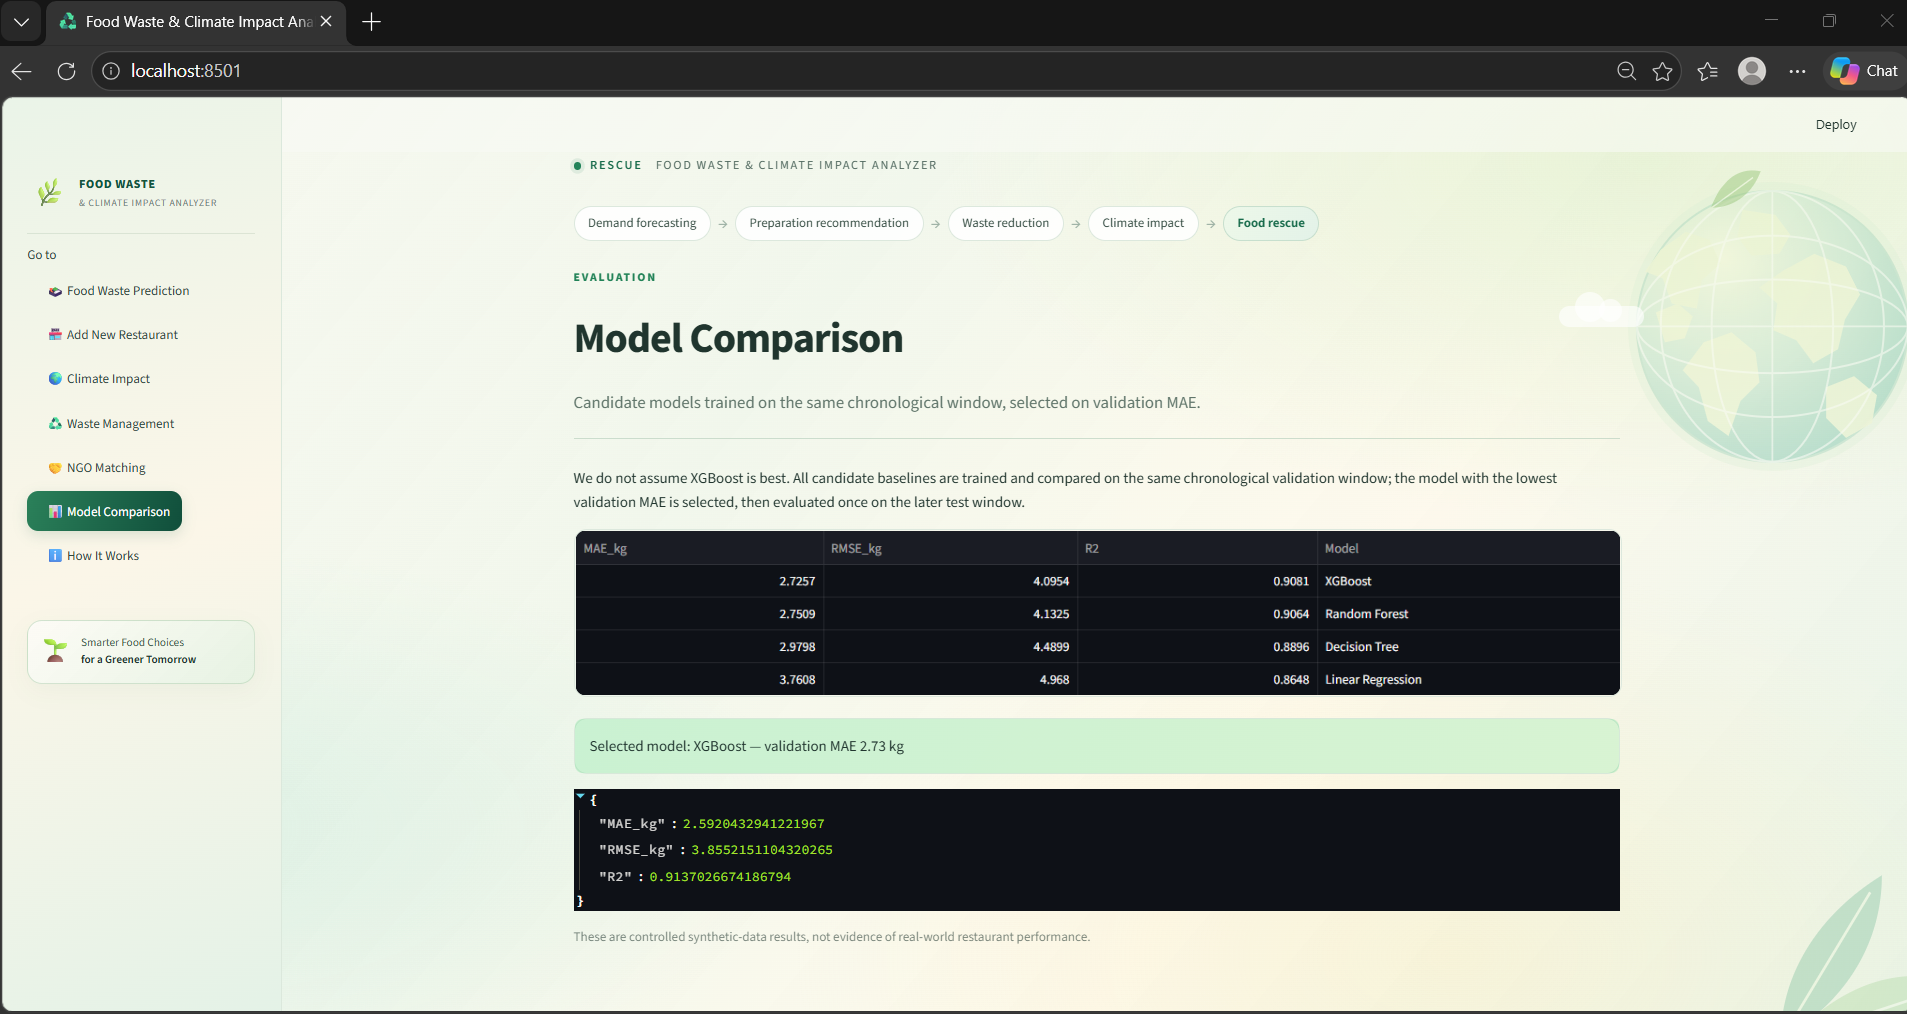 Food Waste & Climate Impact Ana
localhost:8501
Chat
Deploy
FOOD WASTE
& CLIMATE IMPACT ANALYZER
Go to
Food Waste Prediction
Add New Restaurant
Climate Impact
Waste Management
NGO Matching
Model Comparison
How It Works
Smarter Food Choices
for a Greener Tomorrow
RESCUE FOOD WASTE & CLIMATE IMPACT ANALYZER
Demand forecasting → Preparation recommendation → Waste reduction → Climate impact → Food rescue
EVALUATION
Model Comparison
Candidate models trained on the same chronological window, selected on validation MAE.
We do not assume XGBoost is best. All candidate baselines are trained and compared on the same chronological validation window; the model with the lowest
validation MAE is selected, then evaluated once on the later test window.
MAE_kg RMSE_kg R2 Model
2.7257 4.0954 0.9081 XGBoost
2.7509 4.1325 0.9064 Random Forest
2.9798 4.4899 0.8896 Decision Tree
3.7608 4.968 0.8648 Linear Regression
Selected model: XGBoost — validation MAE 2.73 kg
{
"MAE_kg" : 2.5920432941221967
"RMSE_kg" : 3.8552151104320265
"R2" : 0.9137026674186794
}
These are controlled synthetic-data results, not evidence of real-world restaurant performance.